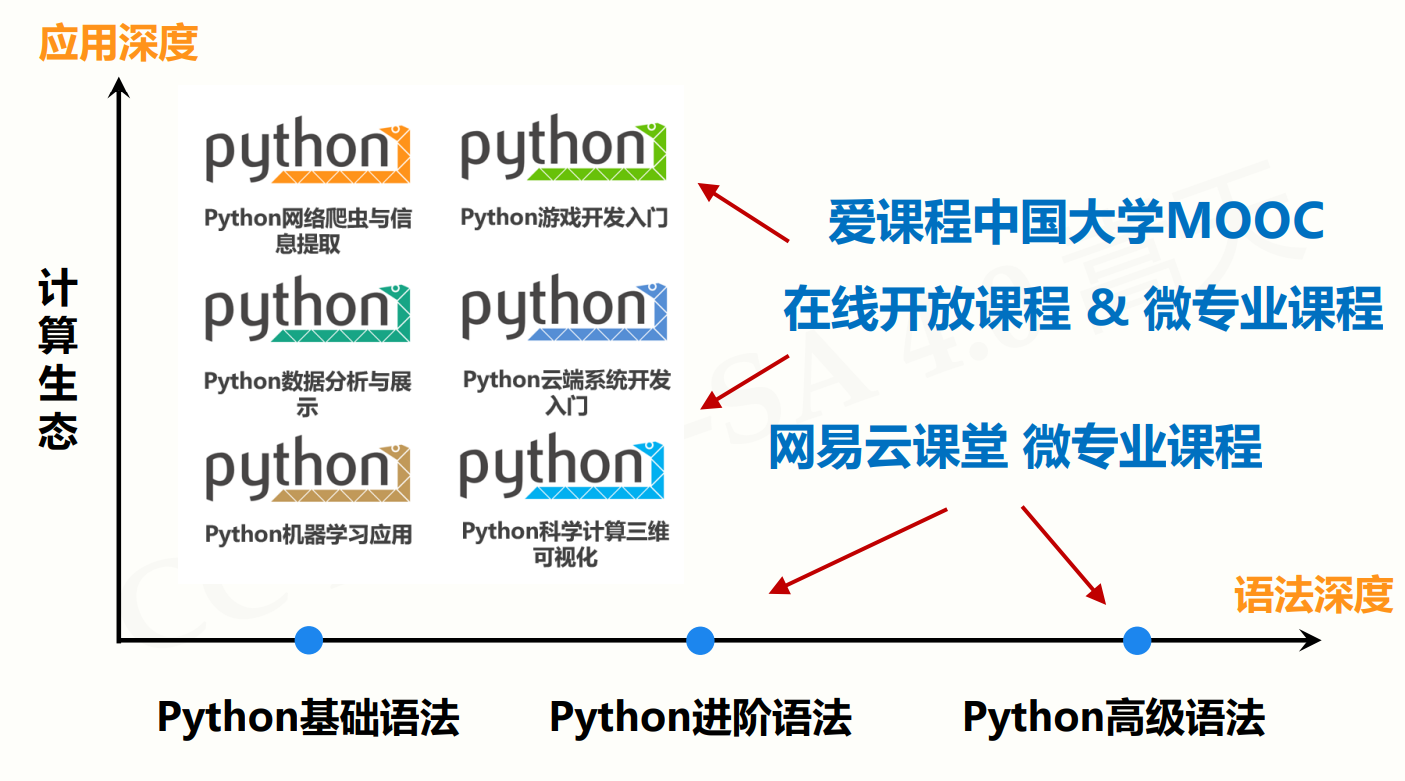 应用深度
python
python
Python网络爬虫与信
息提取
Python游戏开发入门
爱课程中国大学MOOC
在线开放课程 & 微专业课程
计
算
生
态
python
python
Python数据分析与展
示
Python云端系统开发
入门
网易云课堂 微专业课程
python
python
Python机器学习应用
Python科学计算三维
可视化
语法深度
Python基础语法
Python进阶语法
Python高级语法
-SA 4.0 嵩天